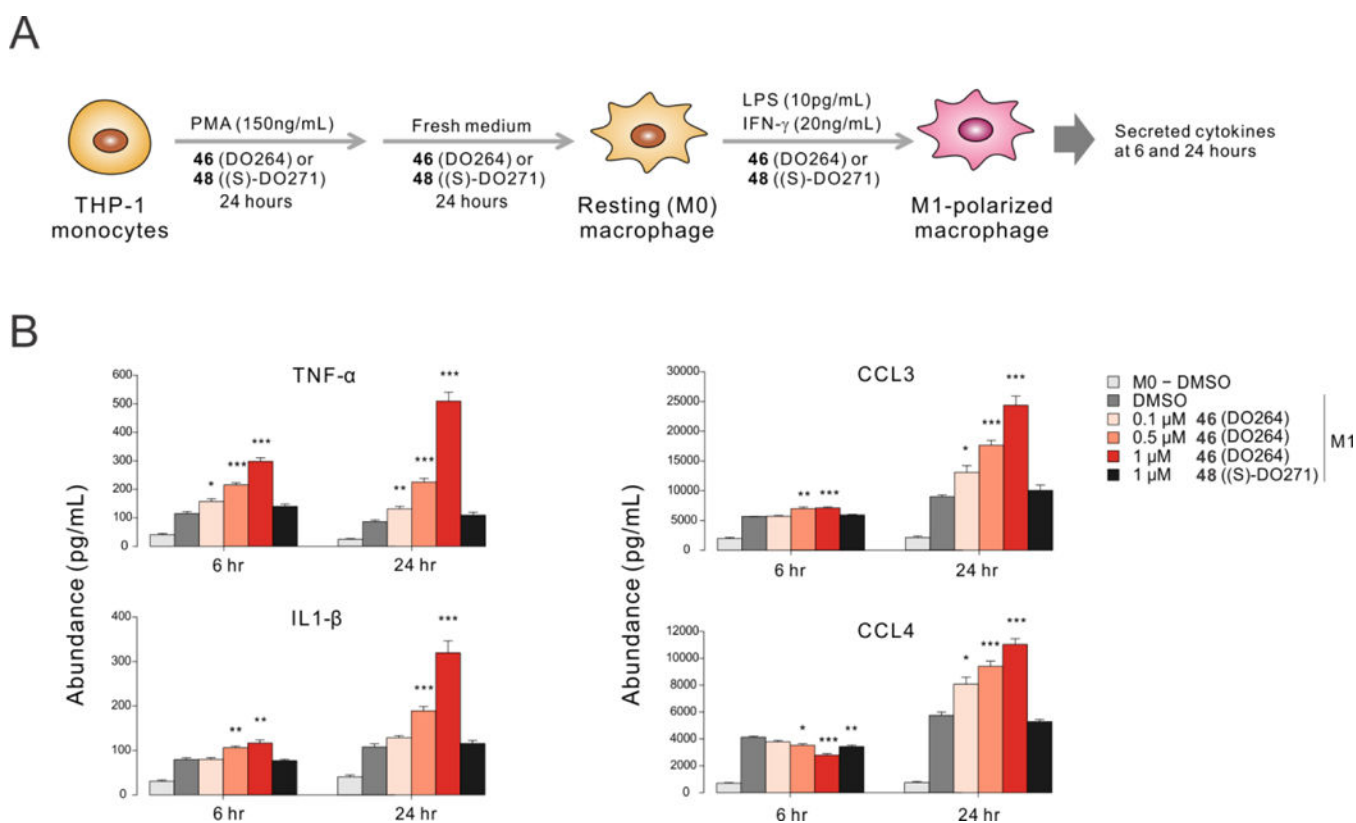 A
PMA (150ng/mL)
46 (DO264) or
48 ((S)-DO271)
24 hours
Fresh medium
46 (DO264) or
48 ((S)-DO271)
24 hours
LPS (10pg/mL)
IFN-γ (20ng/mL)
46 (DO264) or
48 ((S)-DO271)
Secreted cytokines
at 6 and 24 hours
THP-1
monocytes
Resting (M0)
macrophage
M1-polarized
macrophage
B
Abundance (pg/mL)
TNF-α
600
500
400
300
200
100
0
* *** *** ** *** ***
6 hr 24 hr
IL1-β
400
300
200
100
0
** ** *** ***
6 hr 24 hr
Abundance (pg/mL)
CCL3
30000
25000
20000
15000
10000
5000
0
** *** * *** ***
6 hr 24 hr
CCL4
12000
10000
8000
6000
4000
2000
0
* *** ** * *** ***
6 hr 24 hr
M0 – DMSO
DMSO
0.1 μM 46 (DO264)
0.5 μM 46 (DO264)
1 μM 46 (DO264)
1 μM 48 ((S)-DO271)
M1